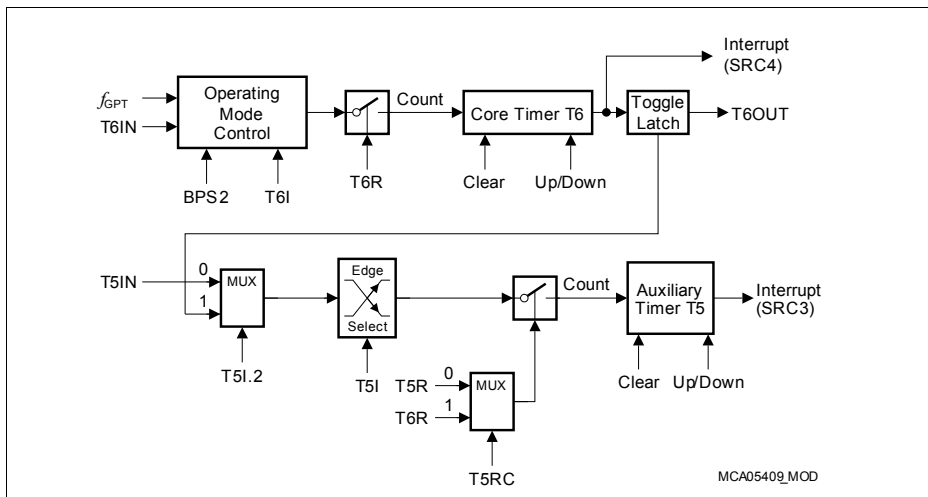 Interrupt
(SRC4)
fGPT
T6IN
Operating
Mode
Control
Count
Core Timer T6
Toggle
Latch
T6OUT
BPS2
T6I
T6R
Clear
Up/Down
T5IN
0
1
MUX
Edge
Select
Count
Auxiliary
Timer T5
Interrupt
(SRC3)
T5I.2
T5I
T5R
0
T6R
1
MUX
Clear
Up/Down
T5RC
MCA05409_MOD